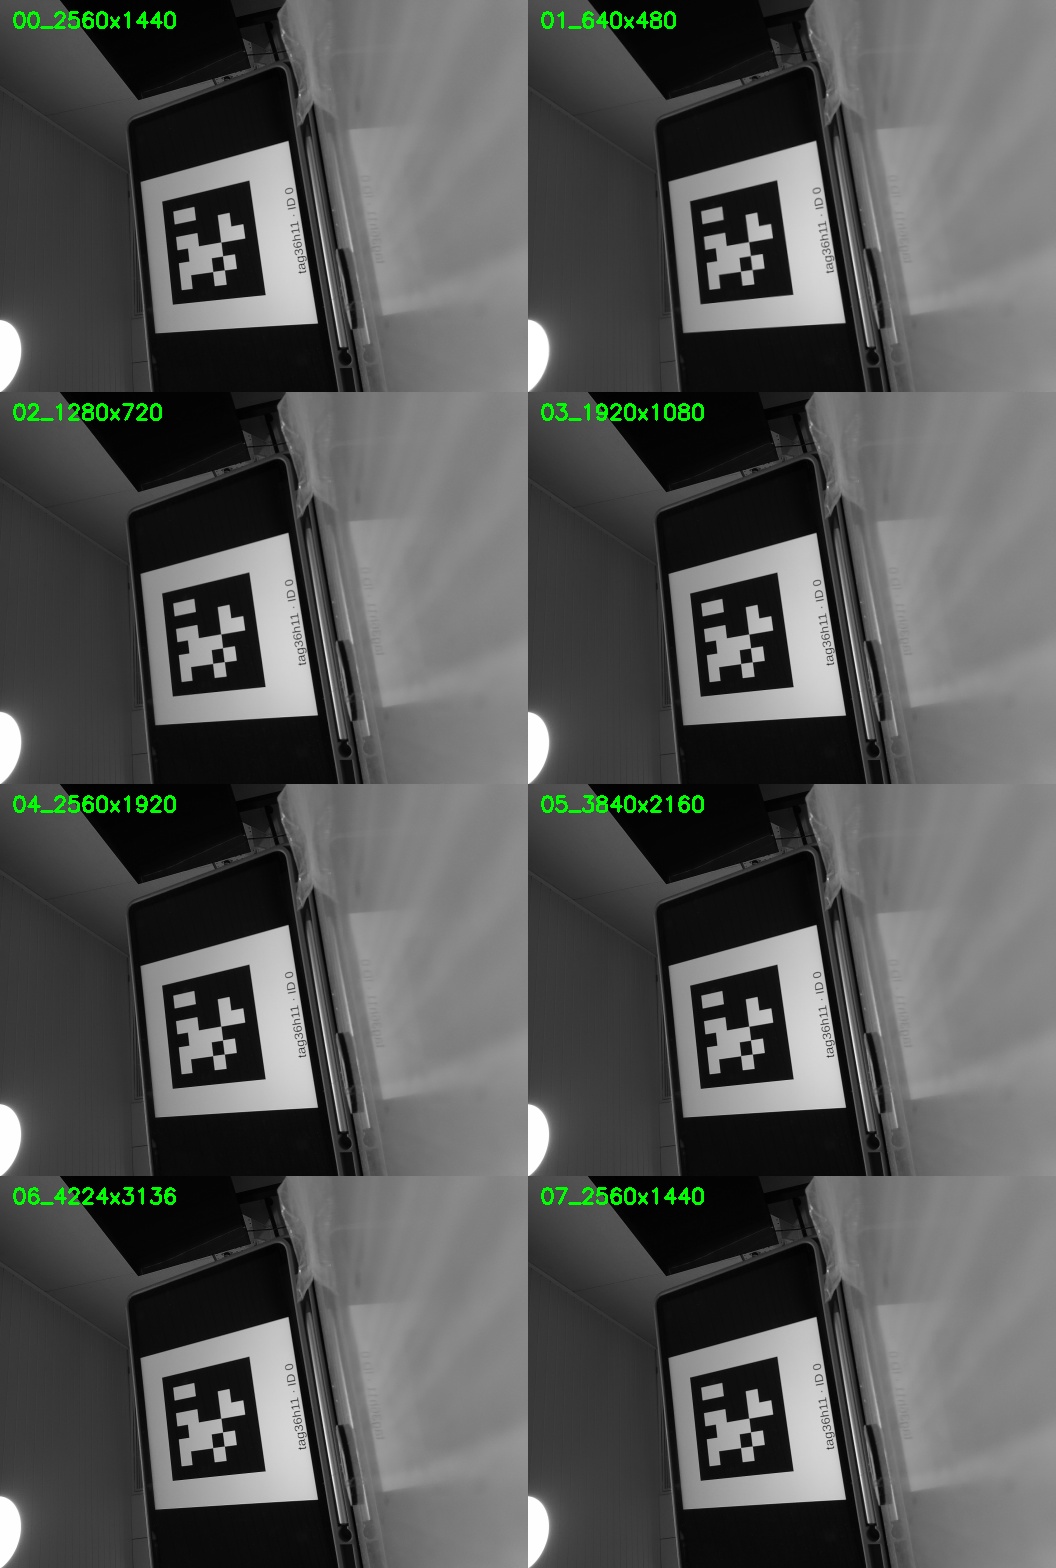 00_2560x1440
tag36h11 · ID 0
01_640x480
tag36h11 · ID 0
02_1280x720
tag36h11 · ID 0
03_1920x1080
tag36h11 · ID 0
04_2560x1920
tag36h11 · ID 0
05_3840x2160
tag36h11 · ID 0
06_4224x3136
tag36h11 · ID 0
07_2560x1440
tag36h11 · ID 0